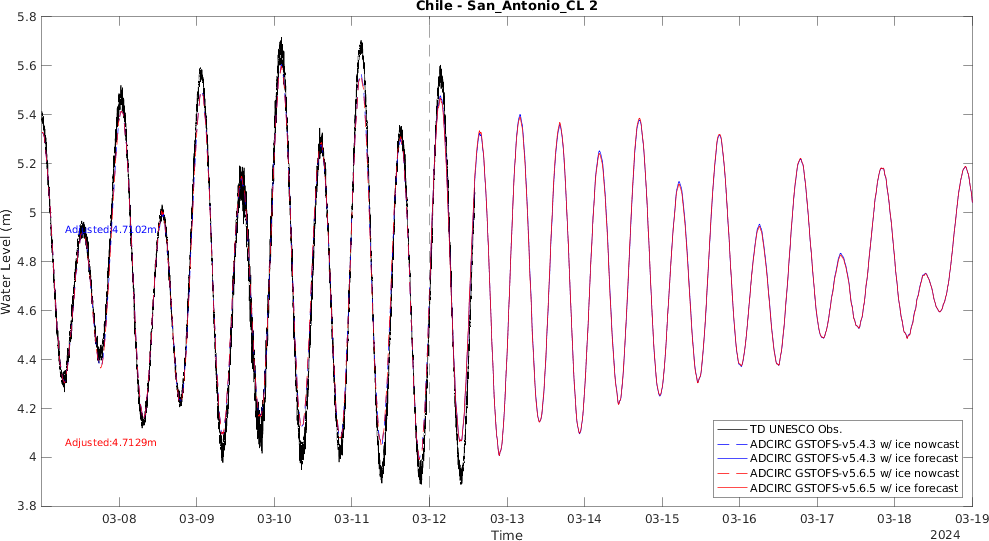 Chile - San_Antonio_CL 2
Water Level (m)
5.8
5.6
5.4
5.2
5
4.8
4.6
4.4
4.2
4
3.8
Adjusted:4.7102m
Adjusted:4.7129m
TD UNESCO Obs.
ADCIRC GSTOFS-v5.4.3 w/ ice nowcast
ADCIRC GSTOFS-v5.4.3 w/ ice forecast
ADCIRC GSTOFS-v5.6.5 w/ ice nowcast
ADCIRC GSTOFS-v5.6.5 w/ ice forecast
03-08 03-09 03-10 03-11 03-12 03-13 03-14 03-15 03-16 03-17 03-18 03-19
Time
2024